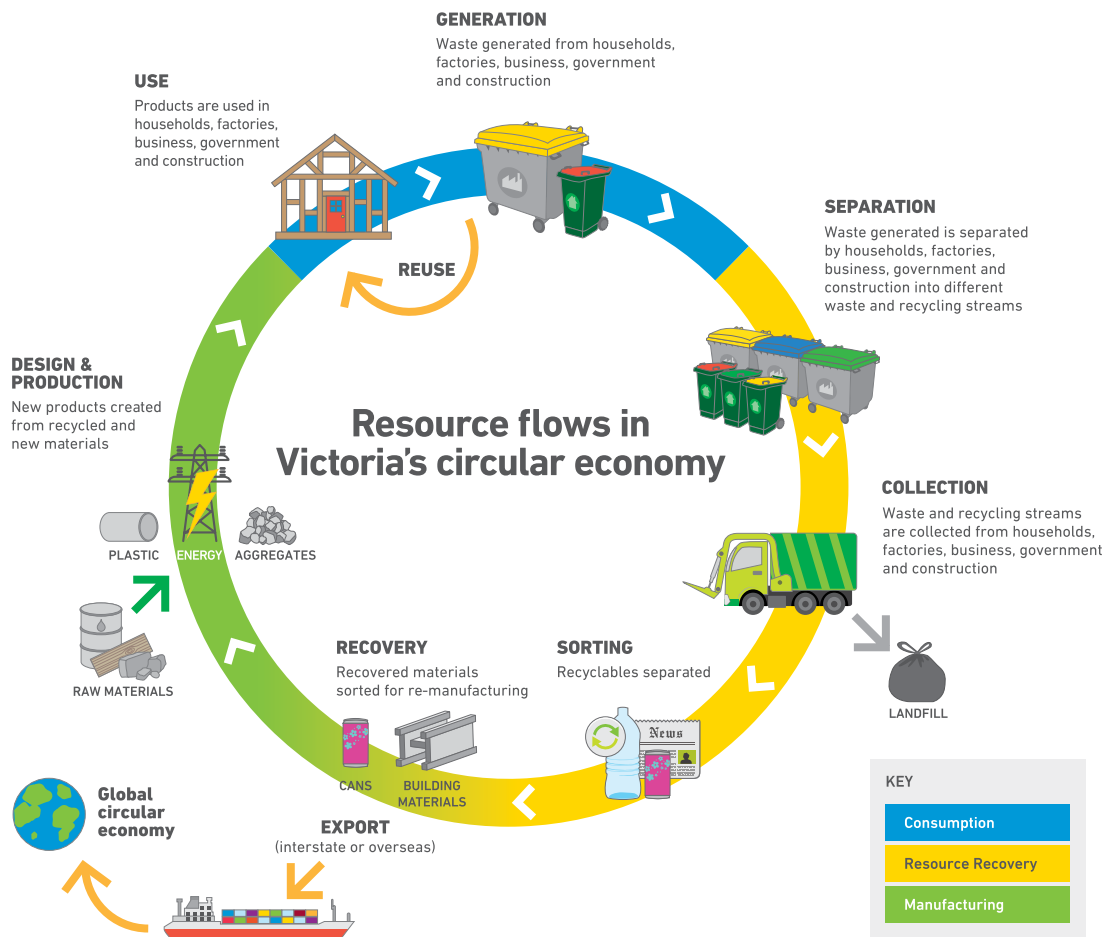 GENERATION
Waste generated from households,
factories, business, government
and construction
USE
Products are used in
households, factories,
business, government
and construction
SEPARATION
Waste generated is separated
by households, factories,
business, government and
construction into different
waste and recycling streams
REUSE
DESIGN &
PRODUCTION
New products created
from recycled and
new materials
Resource flows in
Victoria's circular economy
COLLECTION
Waste and recycling streams
are collected from households,
factories, business, government
and construction
PLASTIC
ENERGY
AGGREGATES
RAW MATERIALS
RECOVERY
Recovered materials
sorted for re-manufacturing
SORTING
Recyclables separated
LANDFILL
News
CANS
BUILDING
MATERIALS
Global
circular
economy
EXPORT
(interstate or overseas)
KEY
Consumption
Resource Recovery
Manufacturing